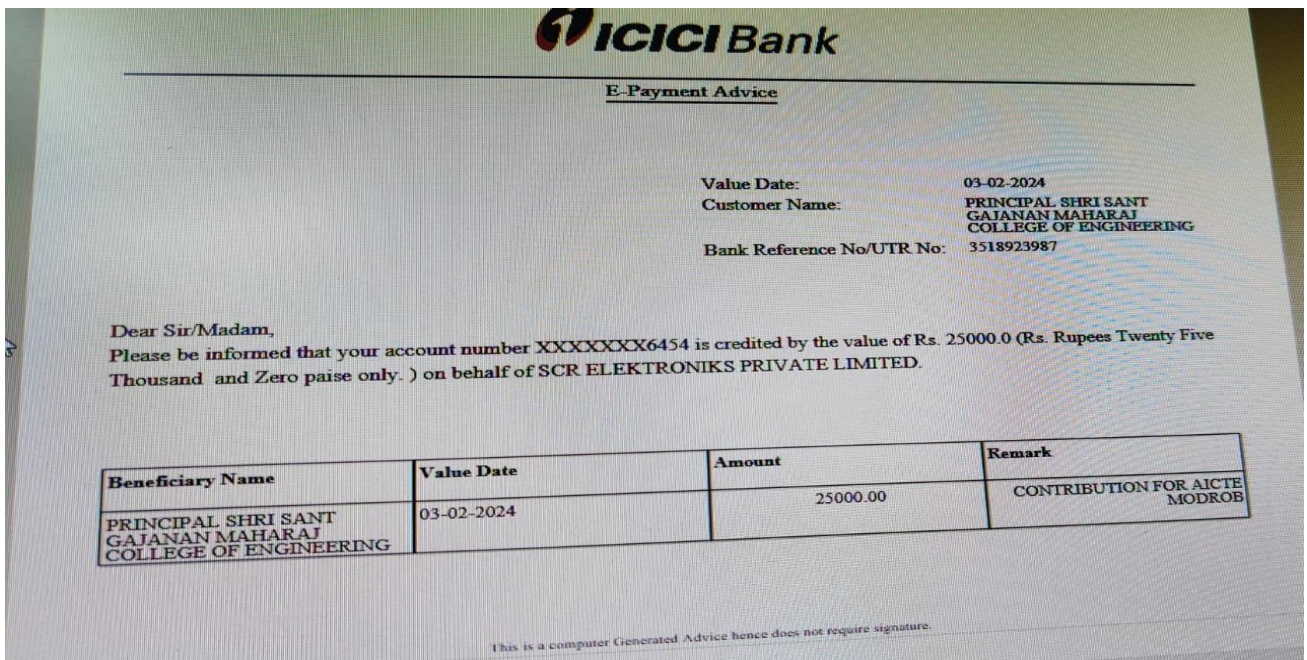 ICICI Bank
E-Payment Advice
Value Date: 03-02-2024
Customer Name: PRINCIPAL SHRI SANT
GAJANAN MAHARAJ
COLLEGE OF ENGINEERING
Bank Reference No/UTR No: 3518923987
Dear Sir/Madam,
Please be informed that your account number XXXXXXX6454 is credited by the value of Rs. 25000.0 (Rs. Rupees Twenty Five
Thousand and Zero paise only. ) on behalf of SCR ELEKTRONIKS PRIVATE LIMITED.
Beneficiary Name Value Date Amount Remark
PRINCIPAL SHRI SANT
GAJANAN MAHARAJ
COLLEGE OF ENGINEERING
03-02-2024
25000.00
CONTRIBUTION FOR AICTE
MODROB
This is a computer Generated Advice hence does not require signature.